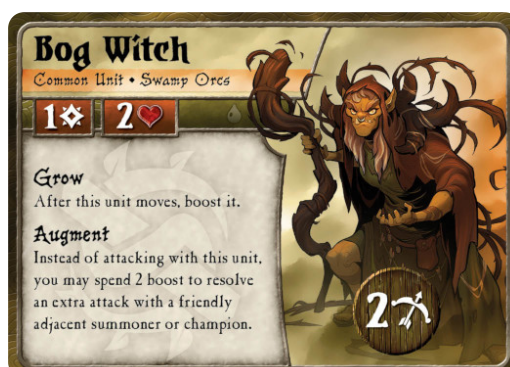 Bog Witch
Common Unit • Swamp Orcs
1 2
Grow
After this unit moves, boost it.
Augment
Instead of attacking with this unit,
you may spend 2 boost to resolve
an extra attack with a friendly
adjacent summoner or champion.
2